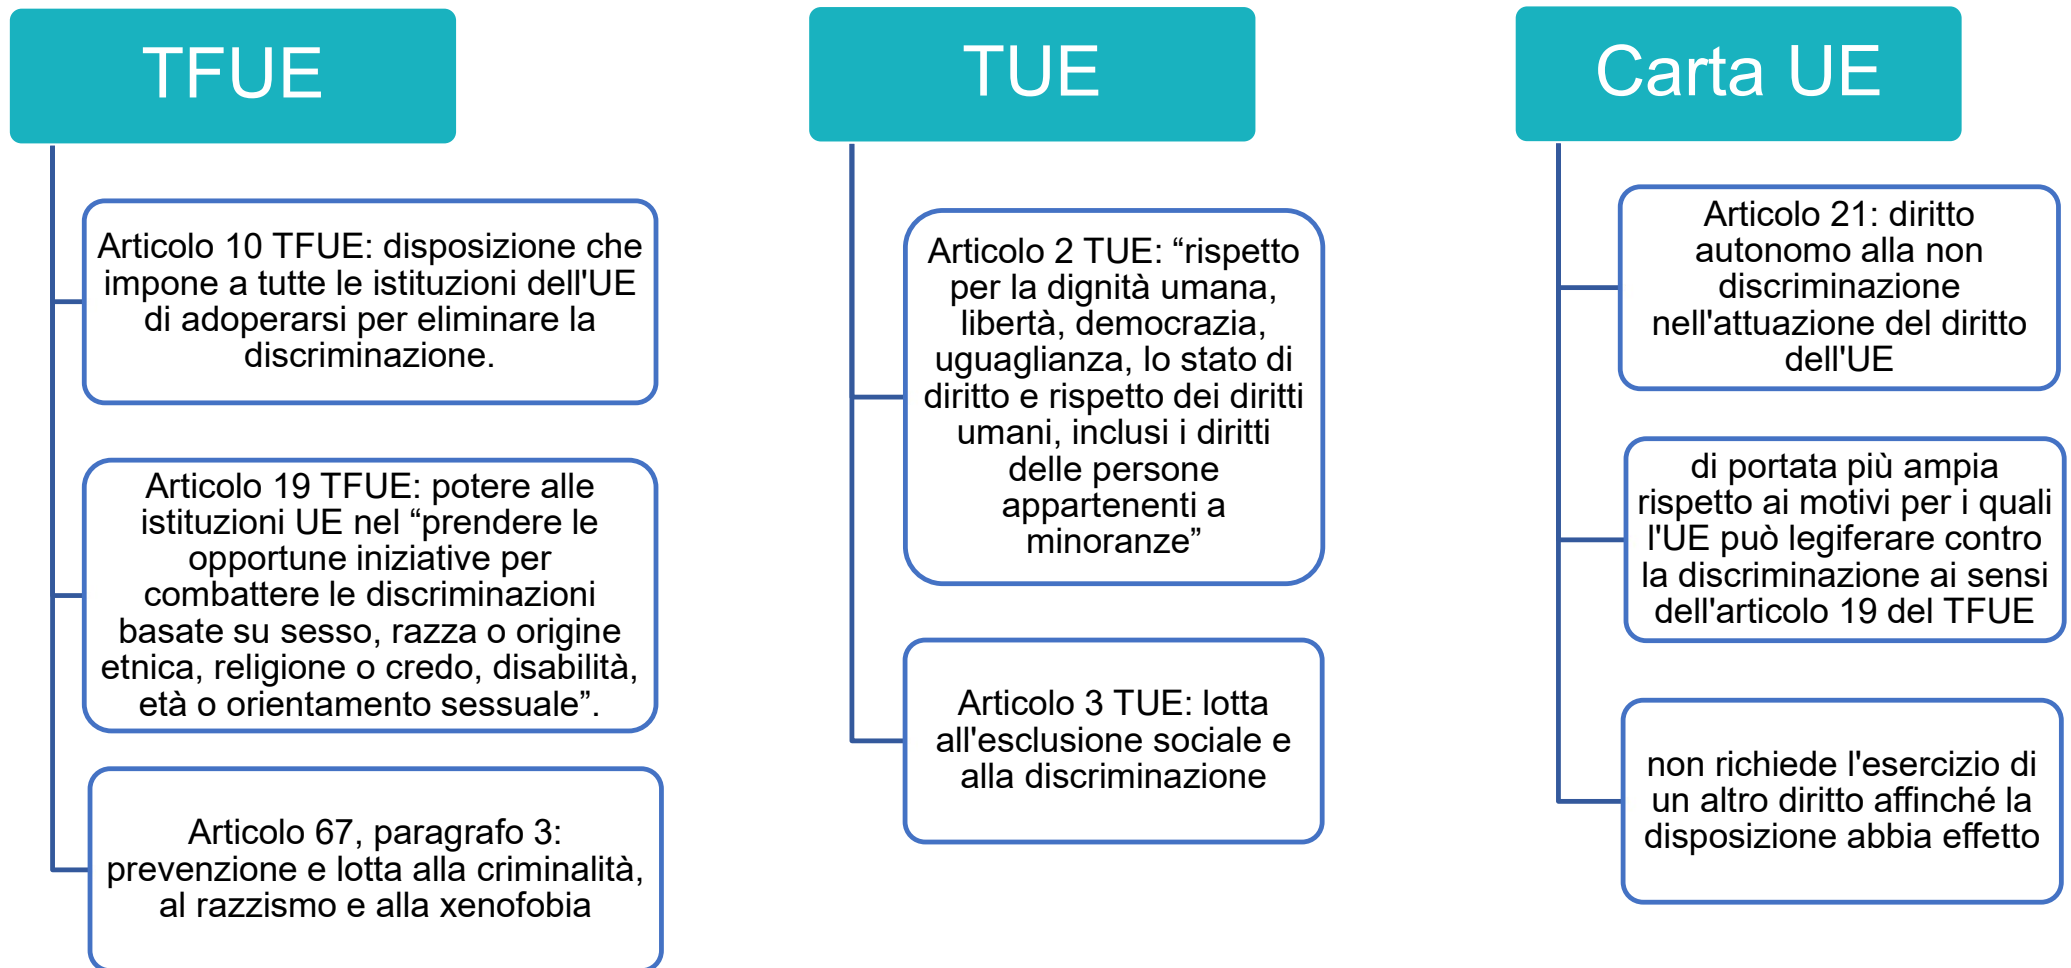 TFUE
Articolo 10 TFUE: disposizione che
impone a tutte le istituzioni dell'UE
di adoperarsi per eliminare la
discriminazione.
Articolo 19 TFUE: potere alle
istituzioni UE nel “prendere le
opportune iniziative per
combattere le discriminazioni
basate su sesso, razza o origine
etnica, religione o credo, disabilità,
età o orientamento sessuale”.
Articolo 67, paragrafo 3:
prevenzione e lotta alla criminalità,
al razzismo e alla xenofobia
TUE
Articolo 2 TUE: “rispetto
per la dignità umana,
libertà, democrazia,
uguaglianza, lo stato di
diritto e rispetto dei diritti
umani, inclusi i diritti
delle persone
appartenenti a
minoranze”
Articolo 3 TUE: lotta
all'esclusione sociale e
alla discriminazione
Carta UE
Articolo 21: diritto
autonomo alla non
discriminazione
nell'attuazione del diritto
dell'UE
di portata più ampia
rispetto ai motivi per i quali
l'UE può legiferare contro
la discriminazione ai sensi
dell'articolo 19 del TFUE
non richiede l'esercizio di
un altro diritto affinché la
disposizione abbia effetto